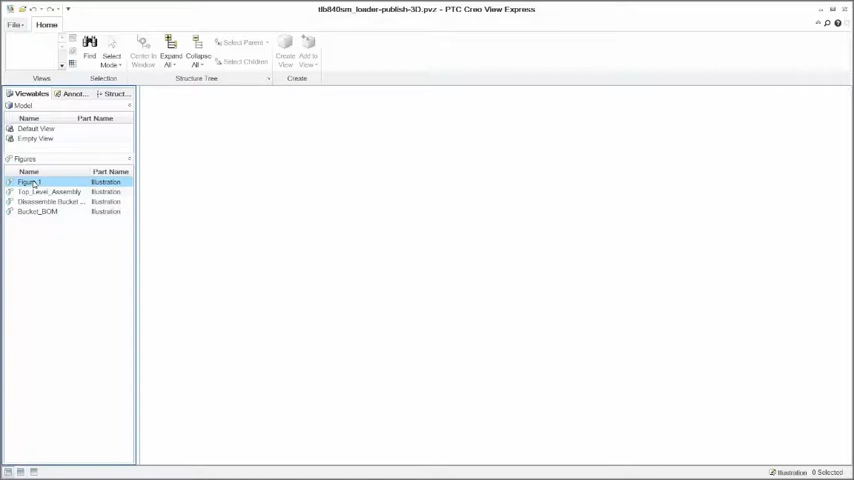 tlb840sm_loader-publish-3D.pvz - PTC Creo View Express
File
Home
Find
Select Mode
Center In Window
Expand All
Collapse All
Select Parent
Select Children
Create View
Add to View
Views
Selection
Structure Tree
Create
Viewables
Annot...
Struct...
Model
Name Part Name
Default View
Empty View
Figures
Name Part Name
Illustration
Top_Level_Assembly Illustration
Disassemble Bucket ... Illustration
Bucket_BOM Illustration
Illustration 0 Selected